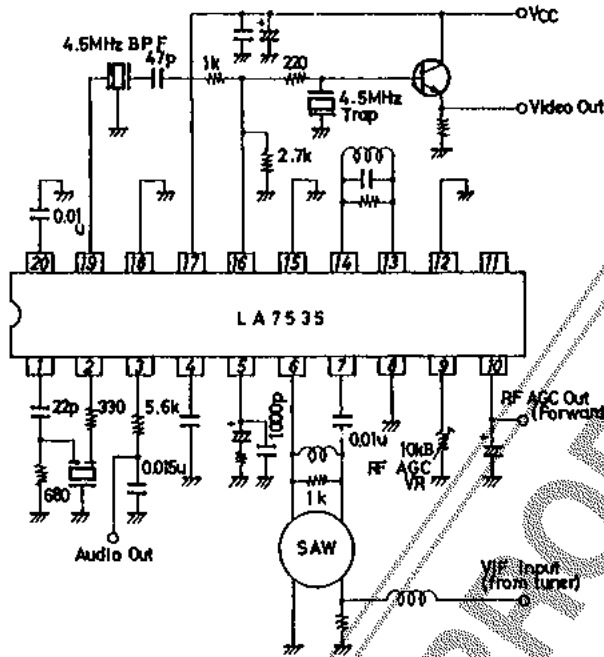 VCC
4.5MHz BPF
47p
1k
220
4.5MHz
Trap
Video Out
2.7k
0.01
u
20
19
18
17
16
15
14
13
12
11
LA7535
1
2
3
4
5
6
7
8
9
10
22p
330
5.6k
1000p
0.01u
10kB
RF AGC
VR
RF AGC Out
(Forward)
680
0.015u
1k
Audio Out
SAW
VIF Input
(from tuner)
PRO